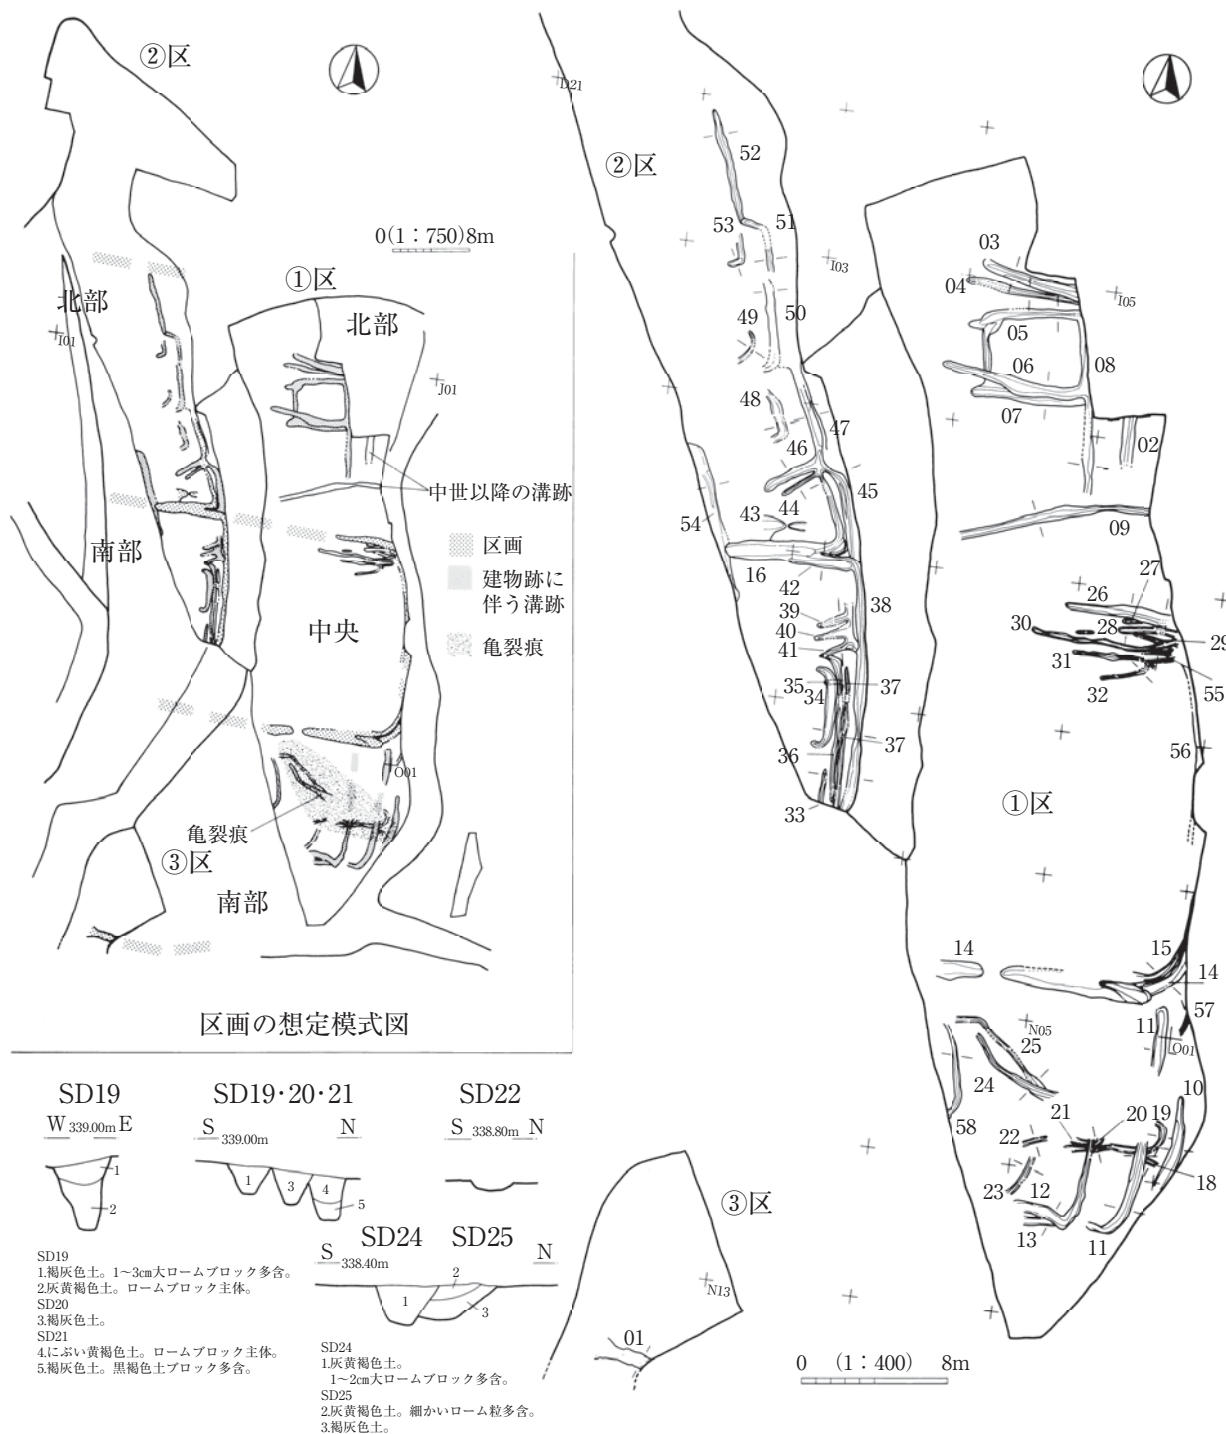 ②区
0(1：750)8m
①区
北部
北部
I01
J01
中世以降の溝跡
南部
区画
建物跡に
伴う溝跡
亀裂痕
中央
O01
亀裂痕
③区
南部
区画の想定模式図
D21
②区
52
53
51
I03
03
04
I05
05
06
08
07
49
50
48
47
46
02
45
44
43
54
09
16
42
38
27
26
39
40
41
30
28
29
31
32
55
35
34
37
36
37
56
33
①区
14
15
14
57
N05
11
O01
25
24
10
58
21
20
19
22
18
23
12
13
11
③区
N13
01
0 (1：400) 8m
SD19
W 339.00m E
1
2
SD19・20・21
S 339.00m N
1
3
4
5
SD22
S 338.80m N
SD24 SD25
S 338.40m N
2
1
3
SD19
1.褐灰色土。1～3㎝大ロームブロック多含。
2.灰黄褐色土。ロームブロック主体。
SD20
3.褐灰色土。
SD21
4.にぶい黄褐色土。ロームブロック主体。
5.褐灰色土。黒褐色土ブロック多含。
SD24
1.灰黄褐色土。
1～2㎝大ロームブロック多含。
SD25
2.灰黄褐色土。細かいローム粒多含。
3.褐灰色土。